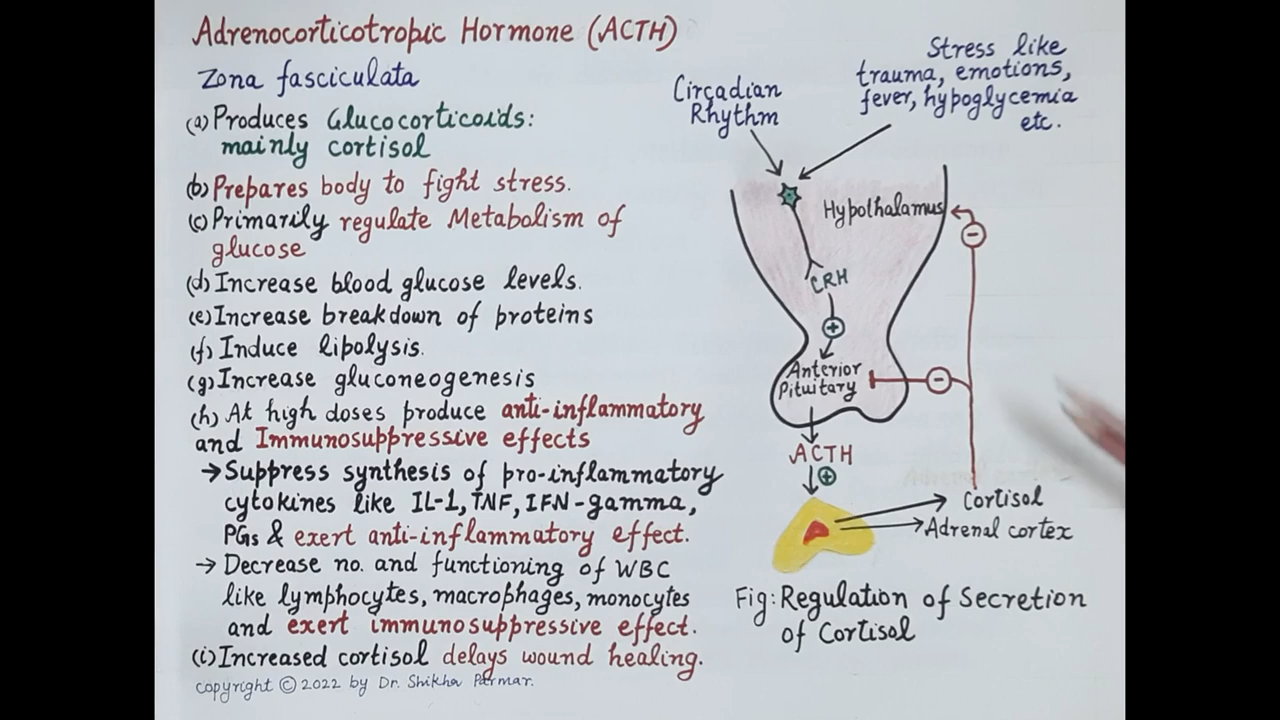 Adrenocorticotropic Hormone (ACTH)
Zona fasciculata
(a) Produces Glucocorticoids:
mainly cortisol
(b) Prepares body to fight stress.
(c) Primarily regulate Metabolism of
glucose
(d) Increase blood glucose levels.
(e) Increase breakdown of proteins
(f) Induce lipolysis.
(g) Increase gluconeogenesis
(h) At high doses produce anti-inflammatory
and Immunosuppressive effects
→ Suppress synthesis of pro-inflammatory
cytokines like IL-1, TNF, IFN-gamma,
PGs & exert anti-inflammatory effect.
→ Decrease no. and functioning of WBC
like lymphocytes, macrophages, monocytes
and exert immunosuppressive effect.
(i) Increased cortisol delays wound healing.
copyright © 2022 by Dr. Shikha Parmar.
Circadian
Rhythm
Stress like
trauma, emotions,
fever, hypoglycemia
etc.
Hypothalamus
−
CRH
+
Anterior
Pituitary
−
ACTH
+
Cortisol
Adrenal cortex
Fig: Regulation of Secretion
of Cortisol